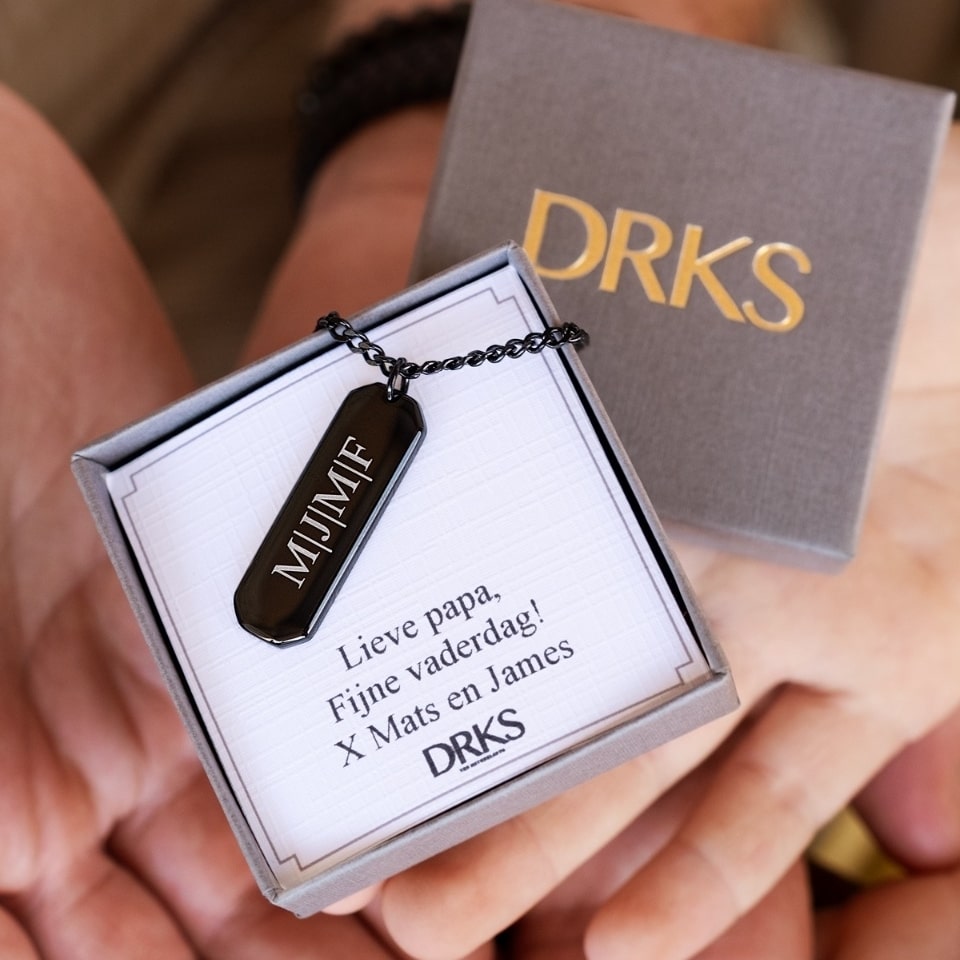 DRKS
M|J|M|F
Lieve papa,
Fijne vaderdag!
X Mats en James
DRKS